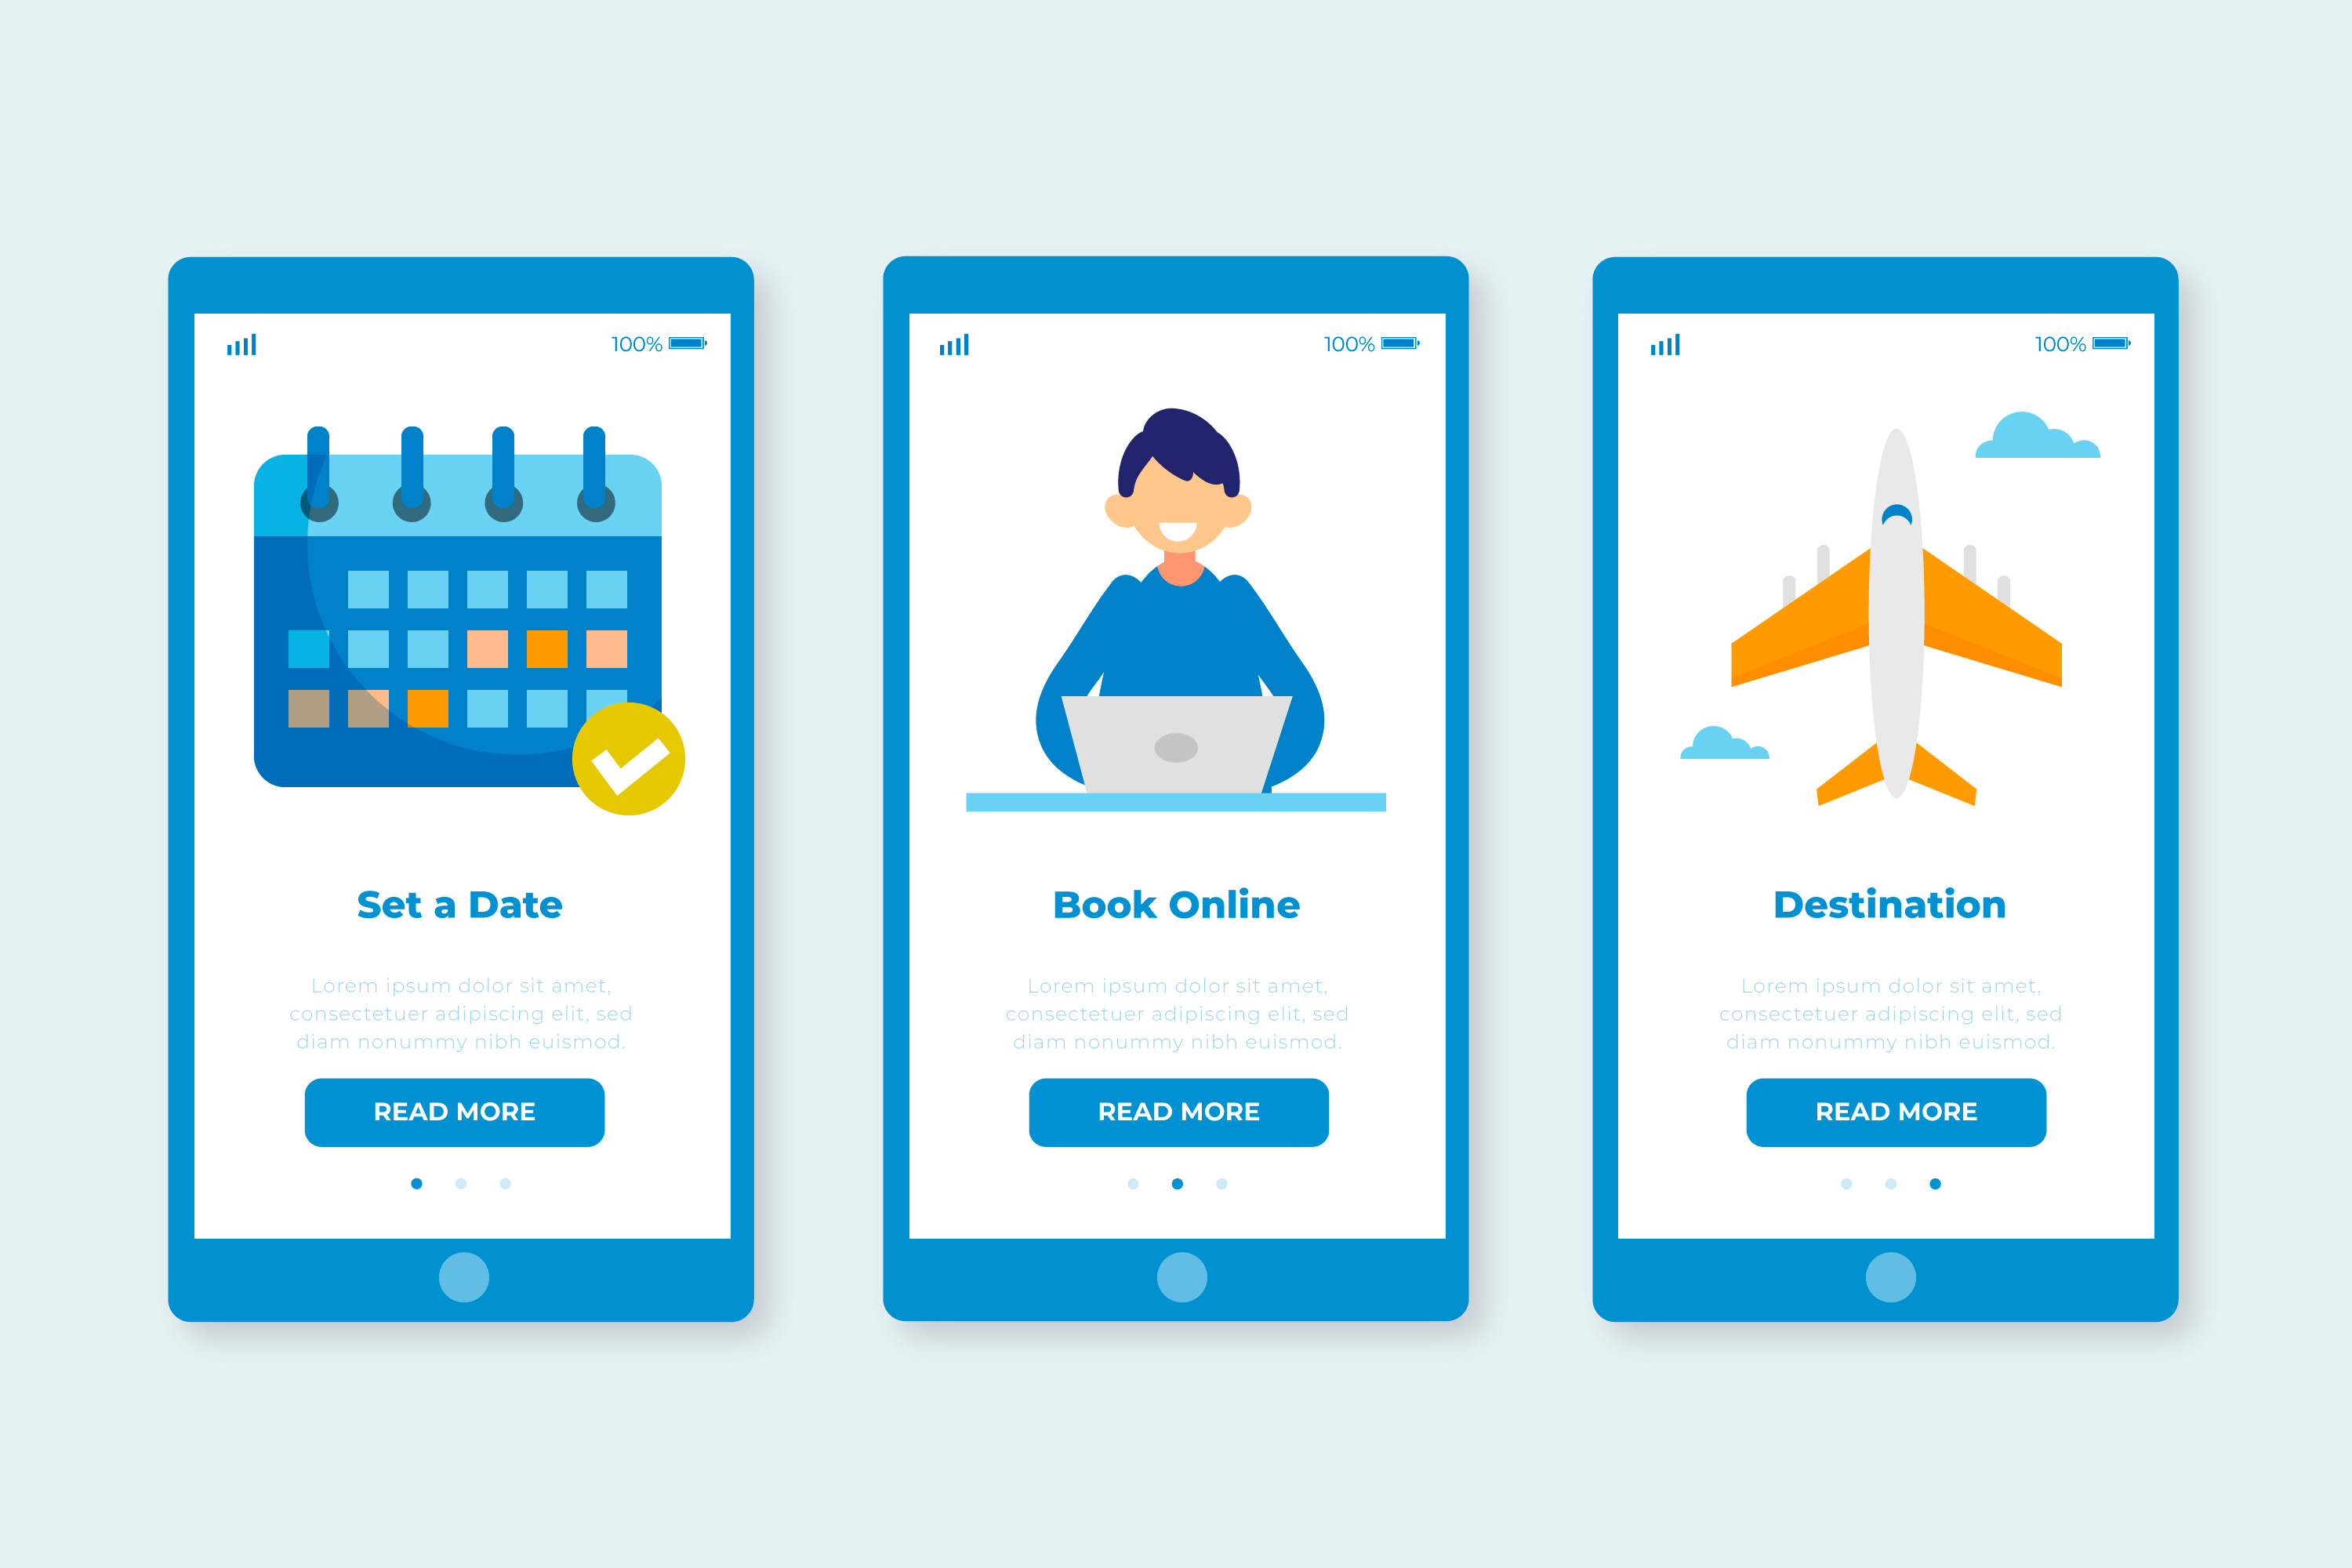 100%
Set a Date
Lorem ipsum dolor sit amet,
consectetuer adipiscing elit, sed
diam nonummy nibh euismod.
READ MORE
100%
Book Online
Lorem ipsum dolor sit amet,
consectetuer adipiscing elit, sed
diam nonummy nibh euismod.
READ MORE
100%
Destination
Lorem ipsum dolor sit amet,
consectetuer adipiscing elit, sed
diam nonummy nibh euismod.
READ MORE